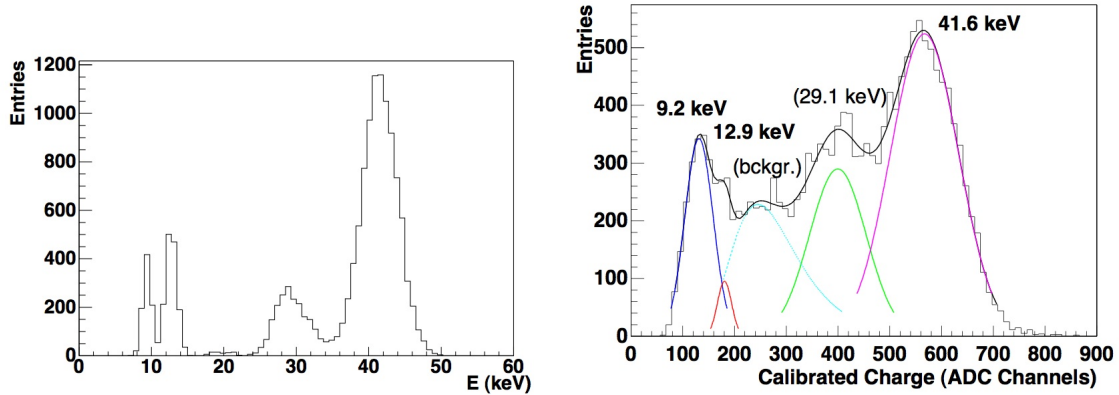 Entries
1200
1000
800
600
400
200
0
0 10 20 30 40 50 60
E (keV)
Entries
500
400
300
200
100
0
41.6 keV
(29.1 keV)
9.2 keV
12.9 keV
(bckgr.)
0 100 200 300 400 500 600 700 800 900
Calibrated Charge (ADC Channels)